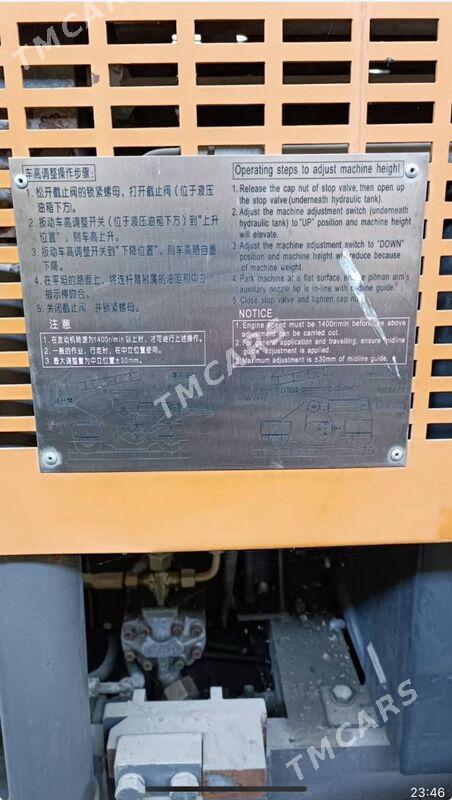 TMCARS
车高调整操作步骤:
1. 松开截止阀的锁紧螺母，打开截止阀（位于液压
油箱下方）。
2. 扳动车高调整开关（位于液压油箱下方）到"上升
位置"，则车高上升。
3. 扳动车高调整开关到"下降位置"，则车高随自重
下降。
4. 在平坦的路面上，将连杆臂附属的油咀和中立
指示棒吻合。
5. 关闭截止阀 并锁紧螺母。
注 意
1. 在发动机转速为1400r/min以上时，才可进行上述操作。
2. 一般的作业，行走时，在中立位置使用。
3. 最大调整量为中立位置±30mm。
Operating steps to adjust machine height
1. Release the cap nut of stop valve,then open up
the stop valve(underneath hydraulic tank).
2. Adjust the machine adjustment switch (underneath
hydraulic tank) to "UP" position and machine height
will elevate.
3. Adjust the machine adjustment switch to "DOWN"
position and machine height will reduce because
of machine weight.
4. Park machine at a flat surface, ensure pitman arm's
auxiliary nozzle lip is in-line with midline guide.
5. Close stop valve and tighten cap nut.
NOTICE
1. Engine speed must be 1400r/min before the above
adjustment can be carried out.
2. For general application and travelling, ensure midline
guide adjustment is applied.
3. Maximum adjustment is ±30mm of midline guide.
TMCARS
EXTEND
CONTRACT
TMCARS
23:46